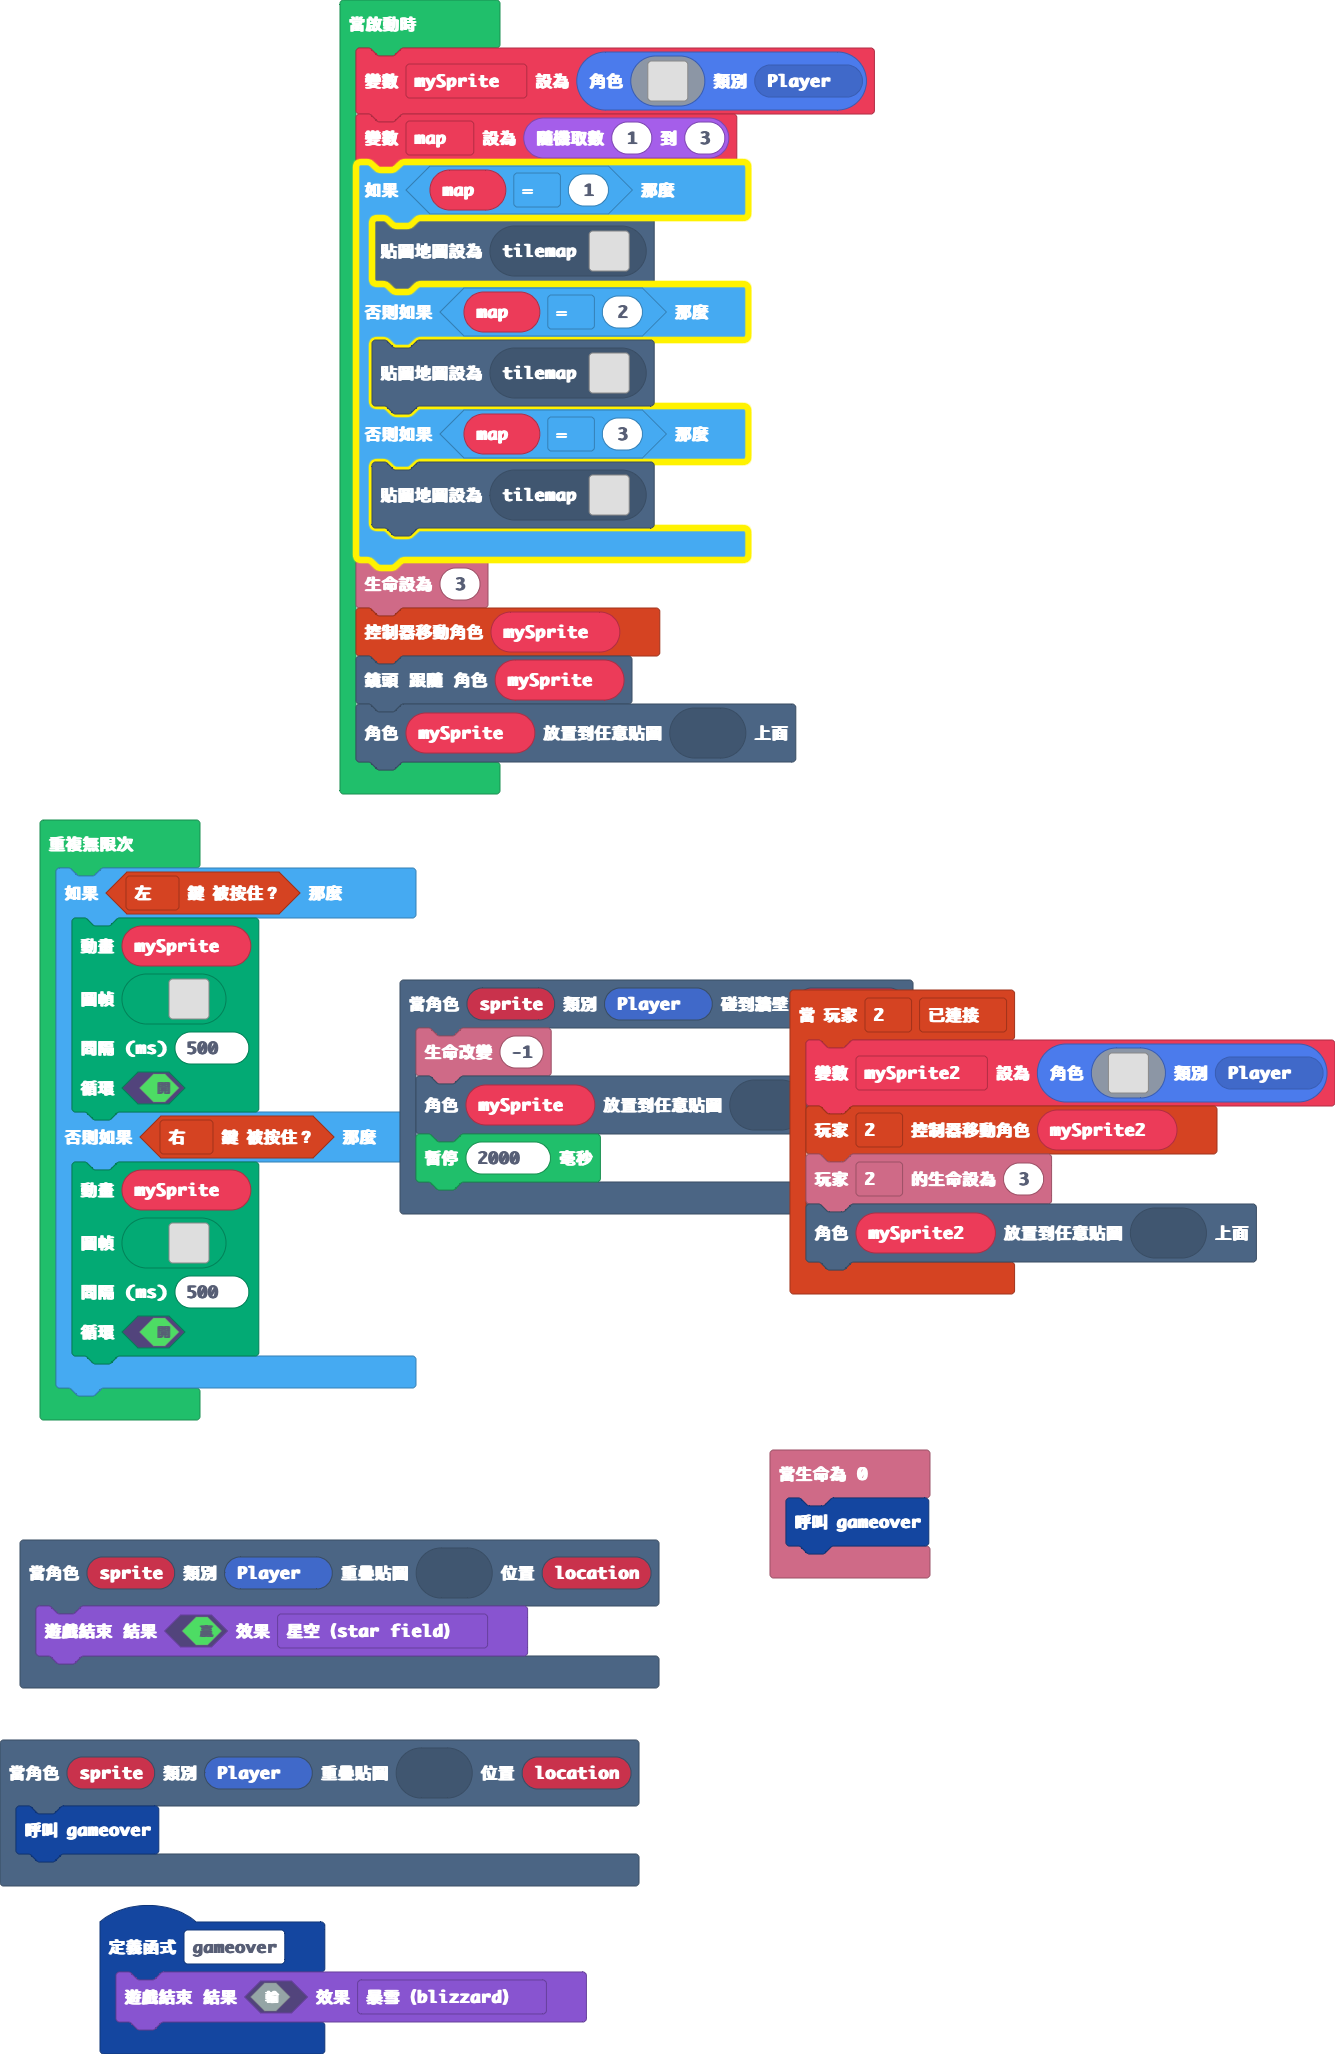 當啟動時
變數 mySprite 設為 角色 類別 Player
變數 map 設為 隨機取數 1 到 3
如果 map = 1 那麼
貼圖地圖設為 tilemap
否則如果 map = 2 那麼
貼圖地圖設為 tilemap
否則如果 map = 3 那麼
貼圖地圖設為 tilemap
生命設為 3
控制器移動角色 mySprite
鏡頭 跟隨 角色 mySprite
角色 mySprite 放置到任意貼圖 上面
重複無限次
如果 左 鍵 被按住？ 那麼
動畫 mySprite
圖幀
間隔 (ms) 500
循環 開
否則如果 右 鍵 被按住？ 那麼
動畫 mySprite
圖幀
間隔 (ms) 500
循環 開
當角色 sprite 類別 Player 碰到牆壁
生命改變 -1
角色 mySprite 放置到任意貼圖
暫停 2000 毫秒
當 玩家 2 已連接
變數 mySprite2 設為 角色 類別 Player
玩家 2 控制器移動角色 mySprite2
玩家 2 的生命設為 3
角色 mySprite2 放置到任意貼圖 上面
當生命為 0
呼叫 gameover
當角色 sprite 類別 Player 重疊貼圖 位置 location
遊戲結束 結果 贏 效果 星空 (star field)
當角色 sprite 類別 Player 重疊貼圖 位置 location
呼叫 gameover
定義函式 gameover
遊戲結束 結果 輸 效果 暴雪 (blizzard)